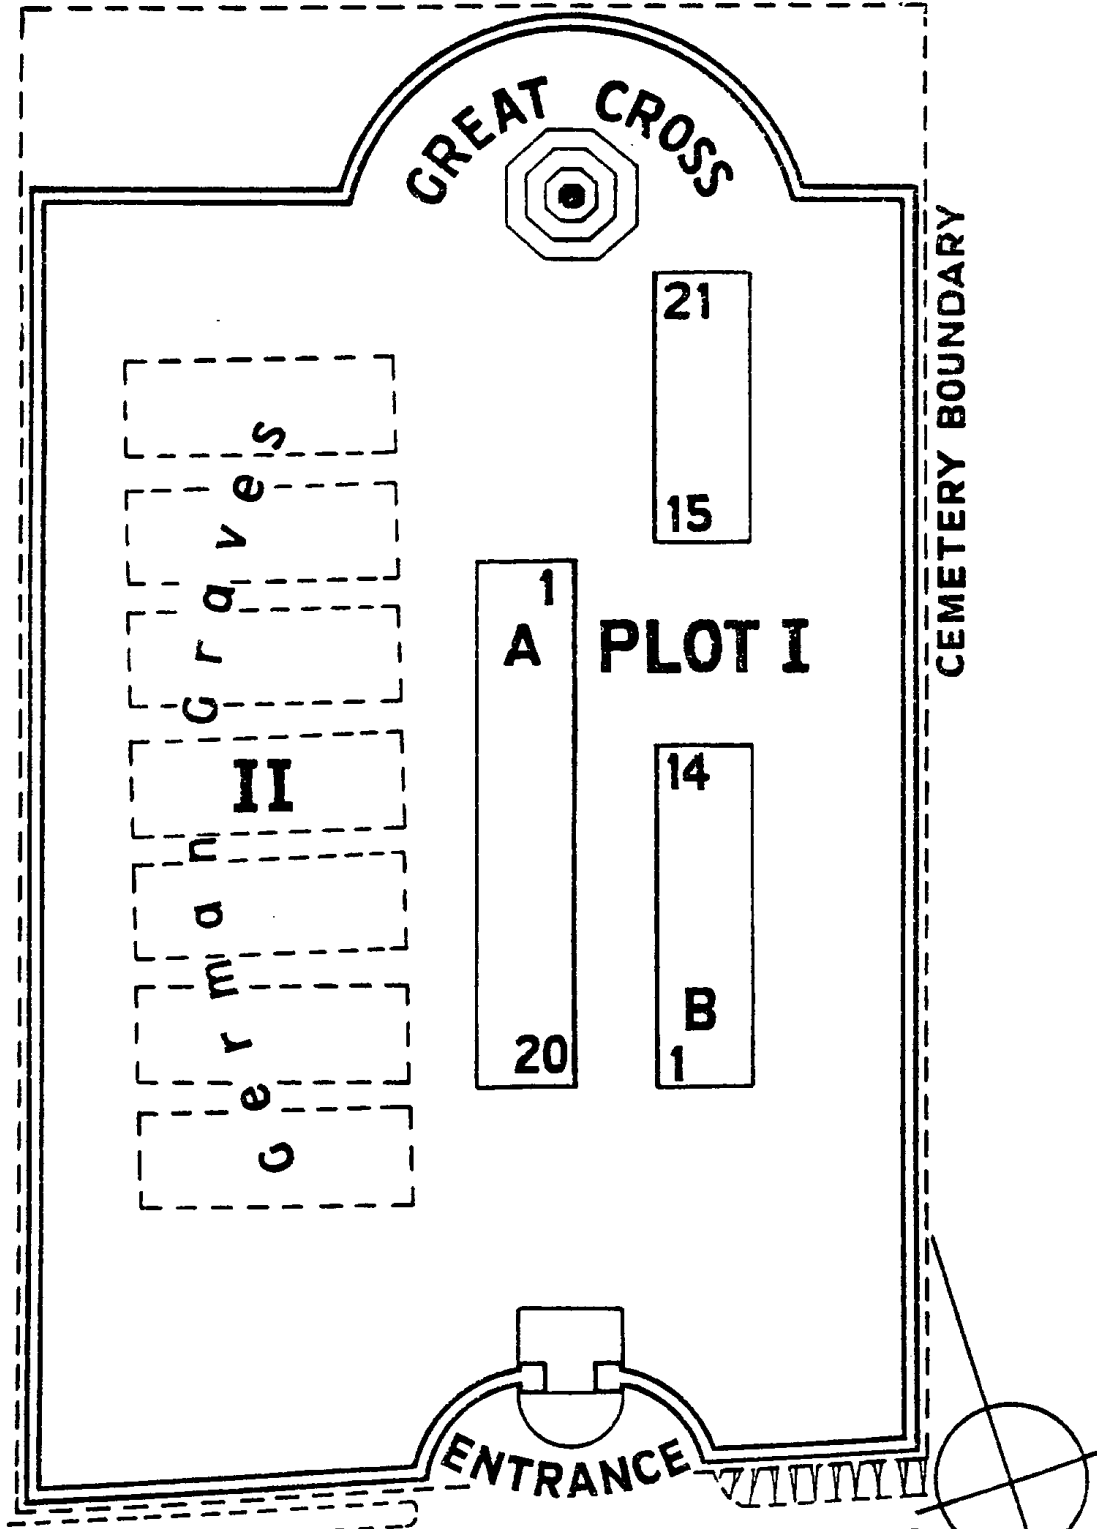 GREAT CROSS
21
15
CEMETERY BOUNDARY
1
A
PLOT I
German Graves
II
14
B
20
1
ENTRANCE